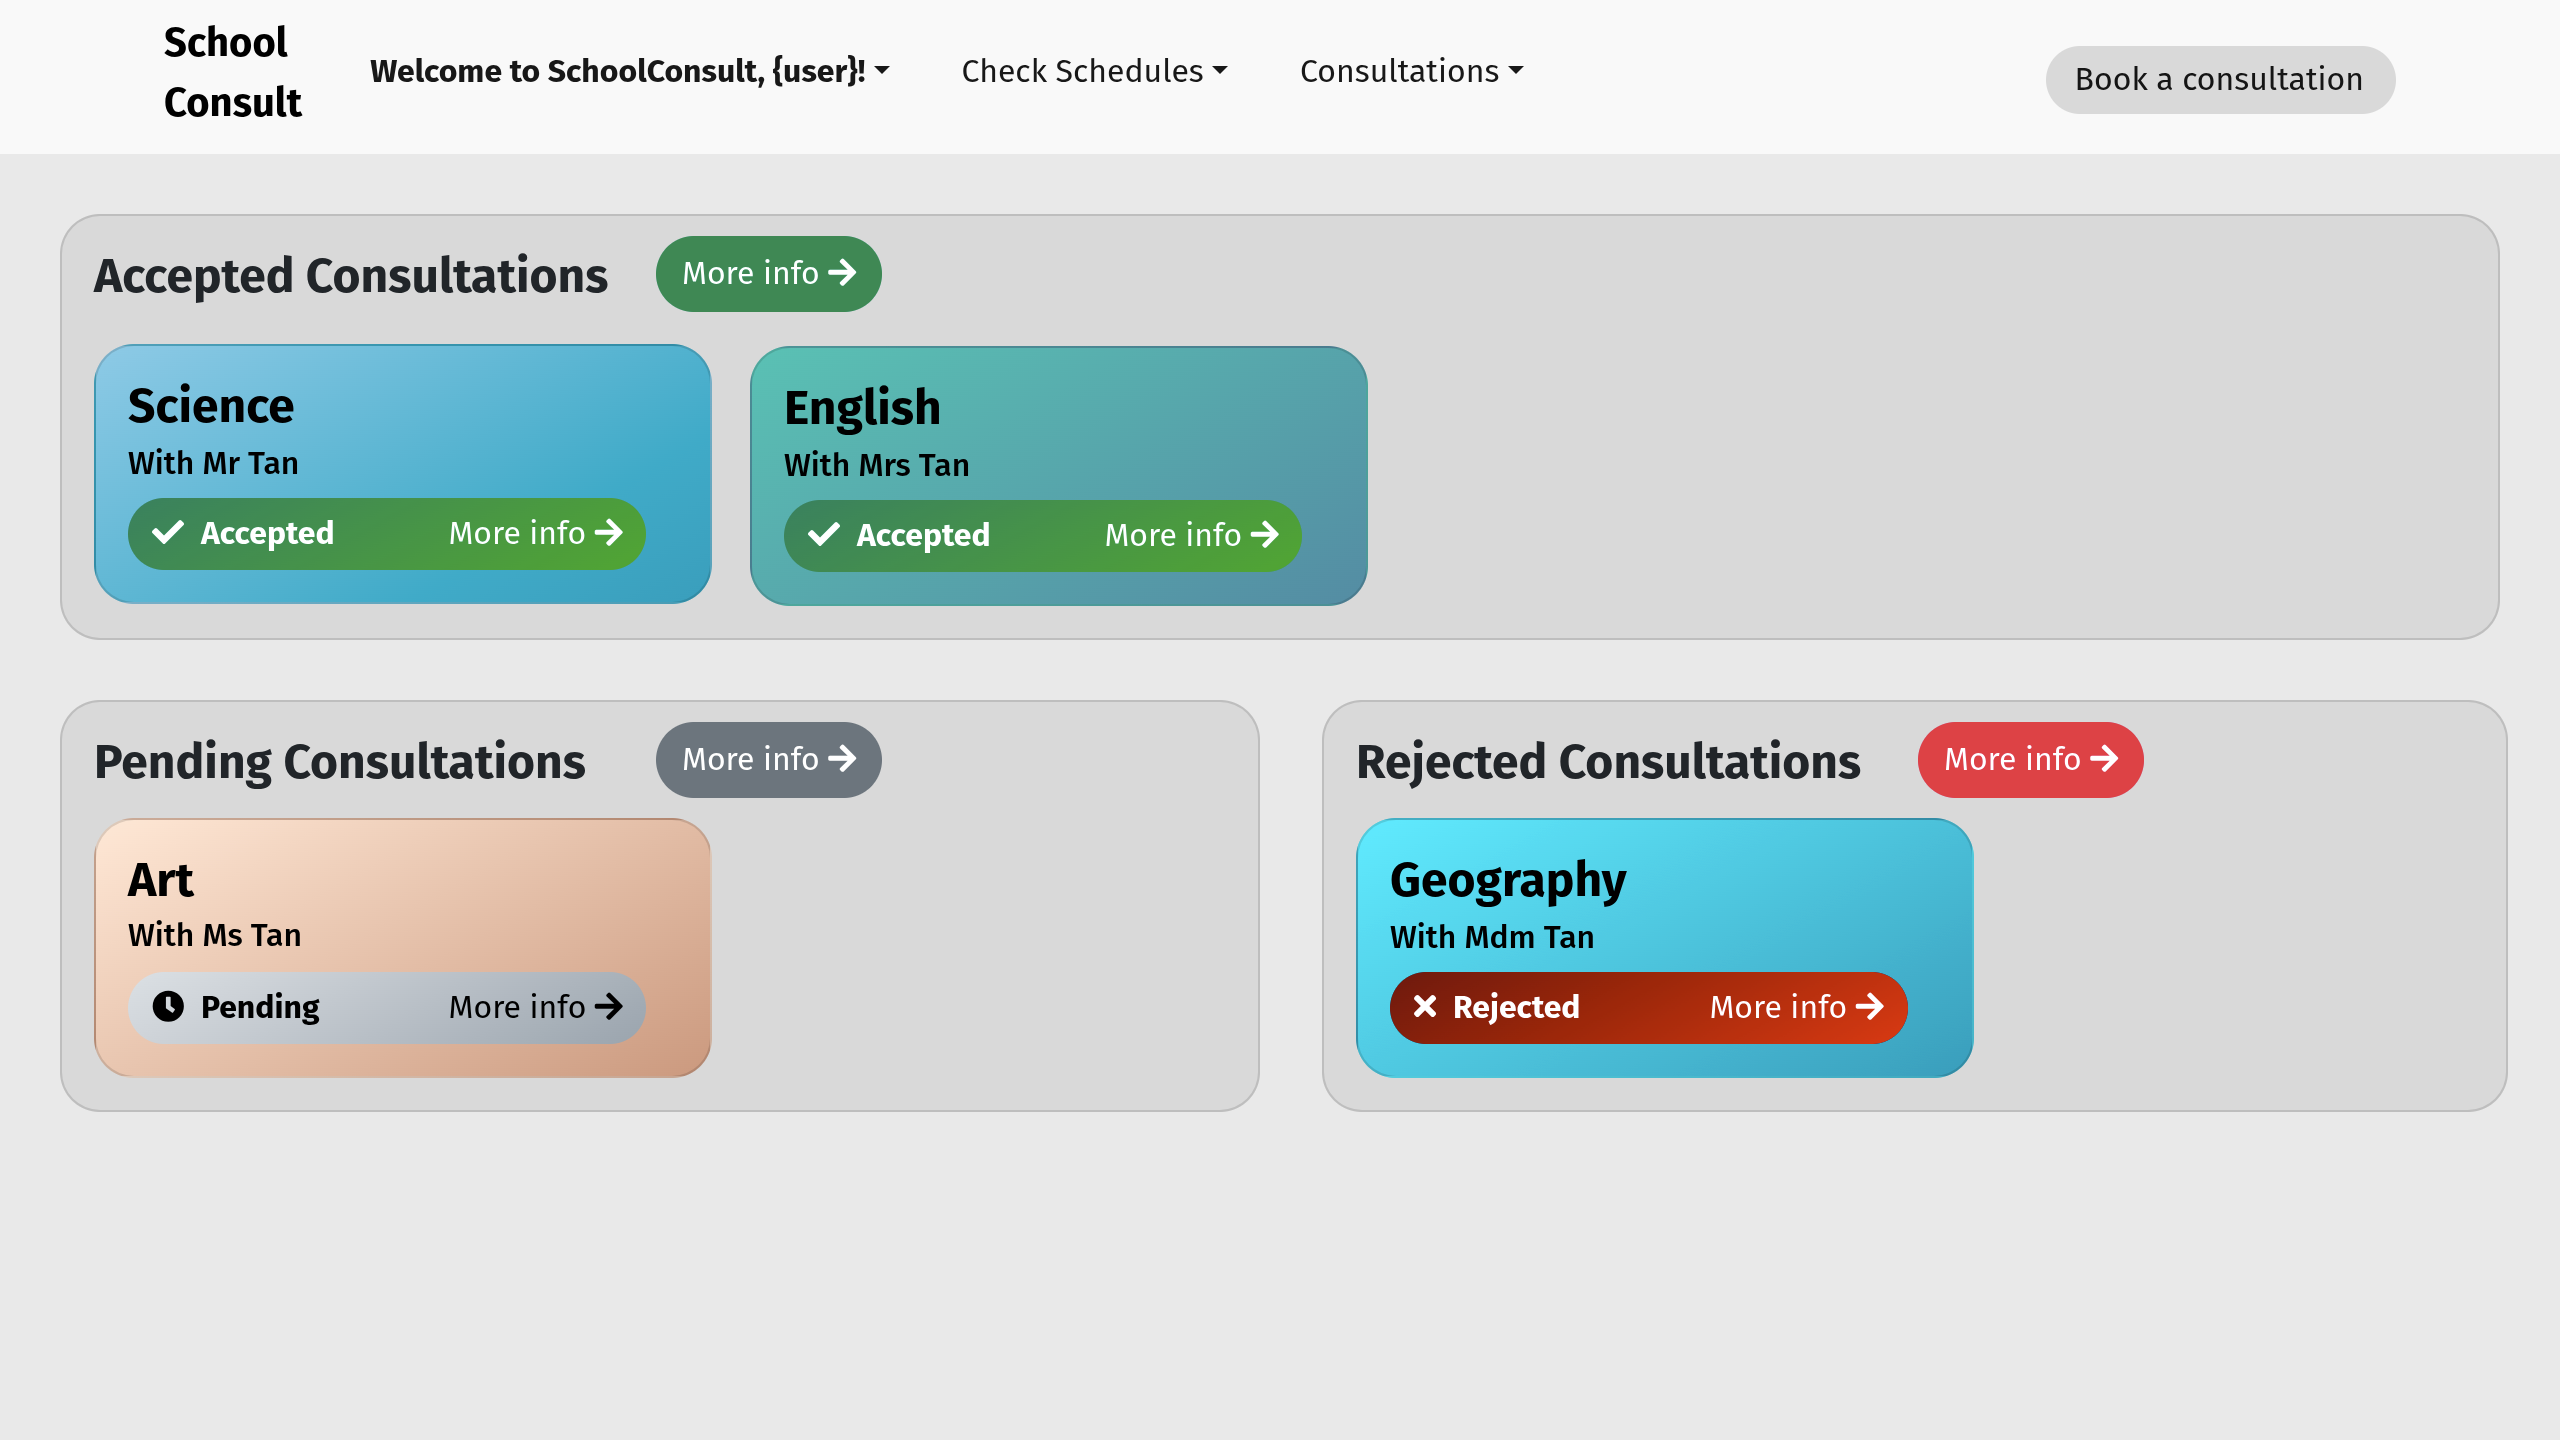 School
Consult
Welcome to SchoolConsult, {user}!
Check Schedules
Consultations
Book a consultation
Accepted Consultations
More info
Science
With Mr Tan
Accepted
More info
English
With Mrs Tan
Accepted
More info
Pending Consultations
More info
Art
With Ms Tan
Pending
More info
Rejected Consultations
More info
Geography
With Mdm Tan
Rejected
More info